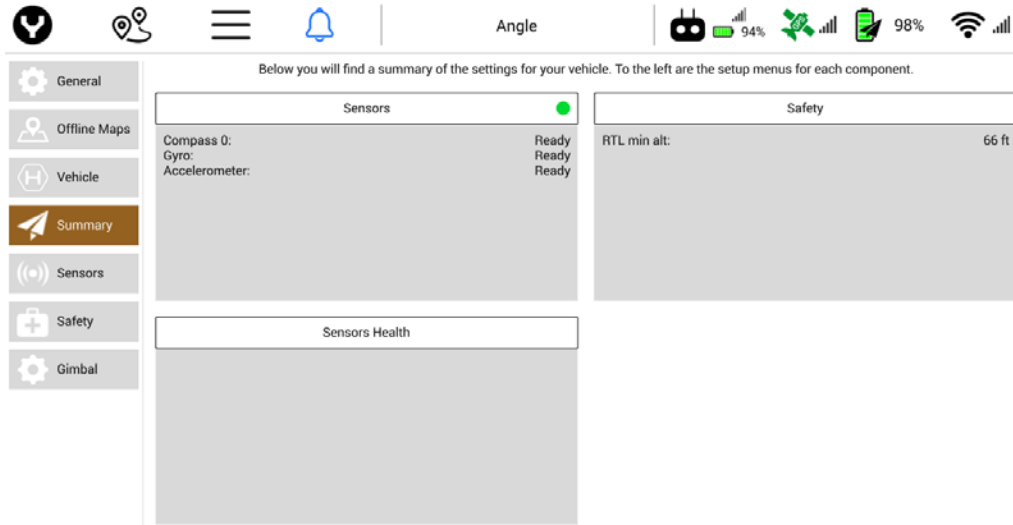 Angle
94%
98%
General
Offline Maps
Vehicle
Summary
Sensors
Safety
Gimbal
Below you will find a summary of the settings for your vehicle. To the left are the setup menus for each component.
Sensors
Compass 0: Ready
Gyro: Ready
Accelerometer: Ready
Safety
RTL min alt: 66 ft
Sensors Health